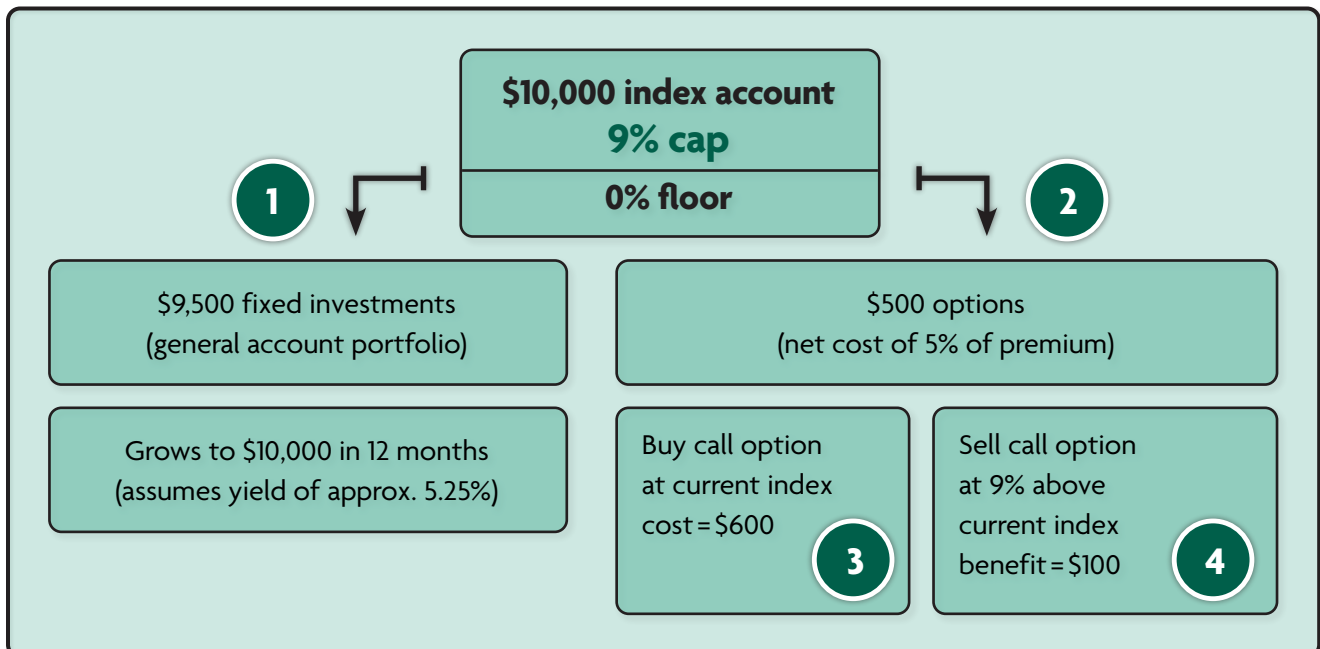 $10,000 index account
9% cap
0% floor
1
2
$9,500 fixed investments
(general account portfolio)
$500 options
(net cost of 5% of premium)
Grows to $10,000 in 12 months
(assumes yield of approx. 5.25%)
Buy call option
at current index
cost = $600
3
Sell call option
at 9% above
current index
benefit = $100
4